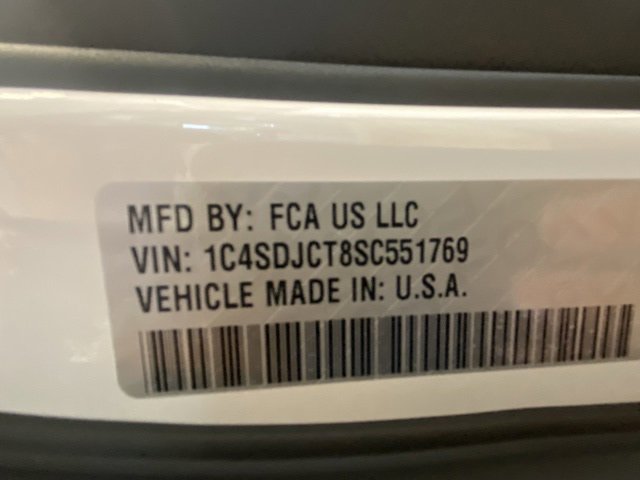 MFD BY: FCA US LLC
VIN: 1C4SDJCT8SC551769
VEHICLE MADE IN: U.S.A.